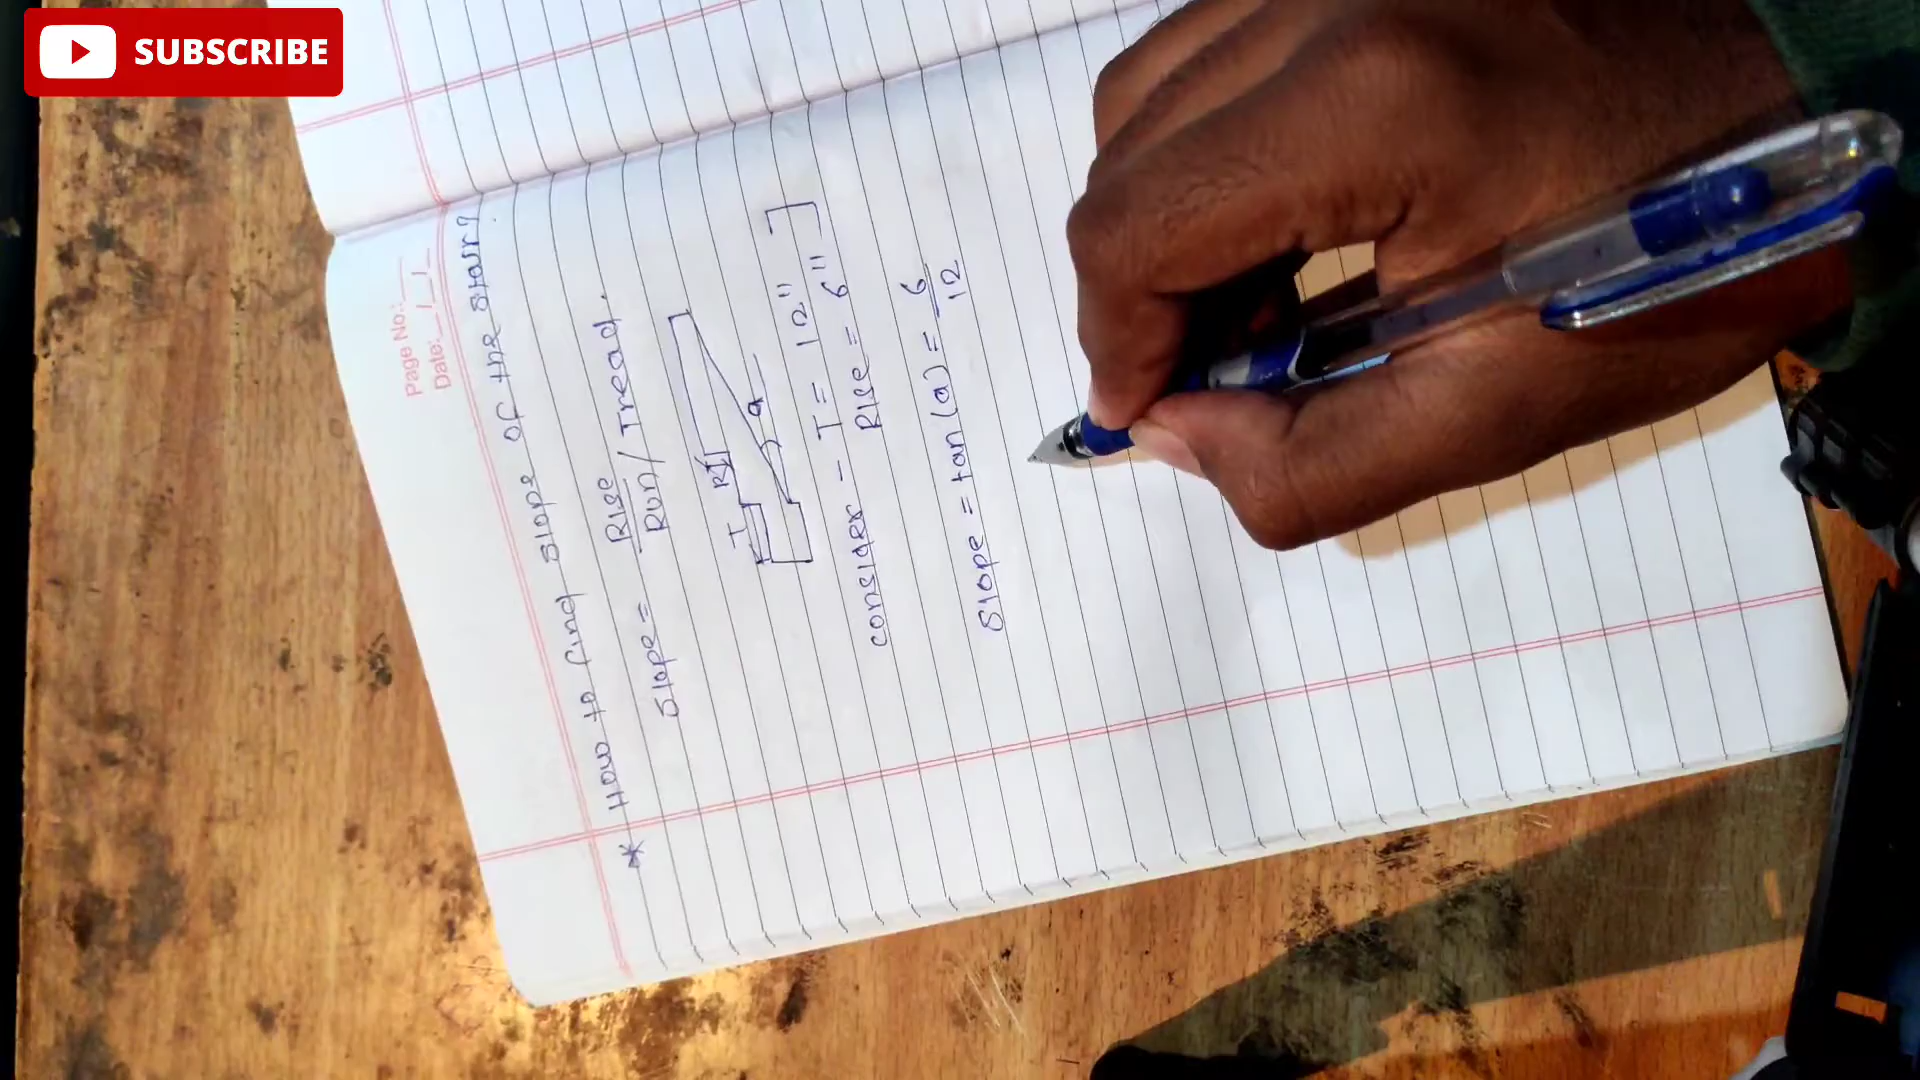 SUBSCRIBE
Page No.:
Date: / /
* How to find slope of the stair?
Slope = Rise
Run/Tread.
T R
a
consider - T = 12"
Rise = 6"
Slope = tan(a) = 6
12